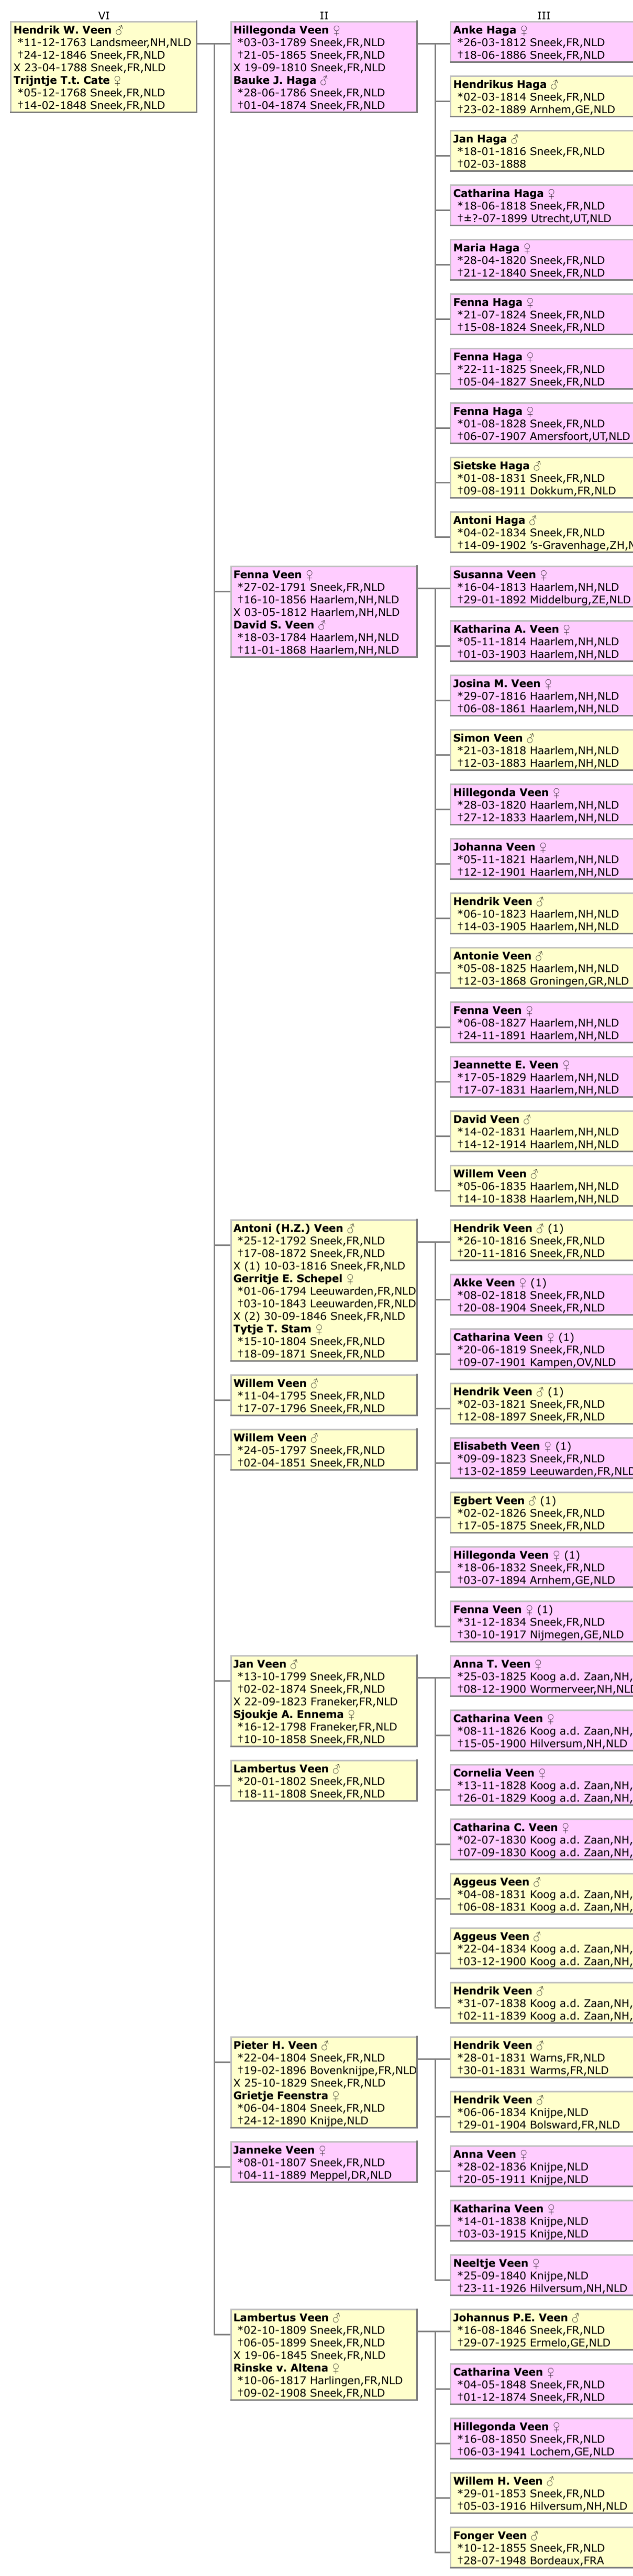 VI
II
III
Hendrik W. Veen ♂
*11-12-1763 Landsmeer,NH,NLD
†24-12-1846 Sneek,FR,NLD
X 23-04-1788 Sneek,FR,NLD
Trijntje T.t. Cate ♀
*05-12-1768 Sneek,FR,NLD
†14-02-1848 Sneek,FR,NLD
Hillegonda Veen ♀
*03-03-1789 Sneek,FR,NLD
†21-05-1865 Sneek,FR,NLD
X 19-09-1810 Sneek,FR,NLD
Bauke J. Haga ♂
*28-06-1786 Sneek,FR,NLD
†01-04-1874 Sneek,FR,NLD
Anke Haga ♀
*26-03-1812 Sneek,FR,NLD
†18-06-1886 Sneek,FR,NLD
Hendrikus Haga ♂
*02-03-1814 Sneek,FR,NLD
†23-02-1889 Arnhem,GE,NLD
Jan Haga ♂
*18-01-1816 Sneek,FR,NLD
†02-03-1888
Catharina Haga ♀
*18-06-1818 Sneek,FR,NLD
†±?-07-1899 Utrecht,UT,NLD
Maria Haga ♀
*28-04-1820 Sneek,FR,NLD
†21-12-1840 Sneek,FR,NLD
Fenna Haga ♀
*21-07-1824 Sneek,FR,NLD
†15-08-1824 Sneek,FR,NLD
Fenna Haga ♀
*22-11-1825 Sneek,FR,NLD
†05-04-1827 Sneek,FR,NLD
Fenna Haga ♀
*01-08-1828 Sneek,FR,NLD
†06-07-1907 Amersfoort,UT,NLD
Sietske Haga ♂
*01-08-1831 Sneek,FR,NLD
†09-08-1911 Dokkum,FR,NLD
Antoni Haga ♂
*04-02-1834 Sneek,FR,NLD
†14-09-1902 's-Gravenhage,ZH,N
Fenna Veen ♀
*27-02-1791 Sneek,FR,NLD
†16-10-1856 Haarlem,NH,NLD
X 03-05-1812 Haarlem,NH,NLD
David S. Veen ♂
*18-03-1784 Haarlem,NH,NLD
†11-01-1868 Haarlem,NH,NLD
Susanna Veen ♀
*16-04-1813 Haarlem,NH,NLD
†29-01-1892 Middelburg,ZE,NLD
Katharina A. Veen ♀
*05-11-1814 Haarlem,NH,NLD
†01-03-1903 Haarlem,NH,NLD
Josina M. Veen ♀
*29-07-1816 Haarlem,NH,NLD
†06-08-1861 Haarlem,NH,NLD
Simon Veen ♂
*21-03-1818 Haarlem,NH,NLD
†12-03-1883 Haarlem,NH,NLD
Hillegonda Veen ♀
*28-03-1820 Haarlem,NH,NLD
†27-12-1833 Haarlem,NH,NLD
Johanna Veen ♀
*05-11-1821 Haarlem,NH,NLD
†12-12-1901 Haarlem,NH,NLD
Hendrik Veen ♂
*06-10-1823 Haarlem,NH,NLD
†14-03-1905 Haarlem,NH,NLD
Antonie Veen ♂
*05-08-1825 Haarlem,NH,NLD
†12-03-1868 Groningen,GR,NLD
Fenna Veen ♀
*06-08-1827 Haarlem,NH,NLD
†24-11-1891 Haarlem,NH,NLD
Jeannette E. Veen ♀
*17-05-1829 Haarlem,NH,NLD
†17-07-1831 Haarlem,NH,NLD
David Veen ♂
*14-02-1831 Haarlem,NH,NLD
†14-12-1914 Haarlem,NH,NLD
Willem Veen ♂
*05-06-1835 Haarlem,NH,NLD
†14-10-1838 Haarlem,NH,NLD
Antoni (H.Z.) Veen ♂
*25-12-1792 Sneek,FR,NLD
†17-08-1872 Sneek,FR,NLD
X (1) 10-03-1816 Sneek,FR,NLD
Gerritje E. Schepel ♀
*01-06-1794 Leeuwarden,FR,NLD
†03-10-1843 Leeuwarden,FR,NLD
X (2) 30-09-1846 Sneek,FR,NLD
Tytje T. Stam ♀
*15-10-1804 Sneek,FR,NLD
†18-09-1871 Sneek,FR,NLD
Hendrik Veen ♂ (1)
*26-10-1816 Sneek,FR,NLD
†20-11-1816 Sneek,FR,NLD
Akke Veen ♀ (1)
*08-02-1818 Sneek,FR,NLD
†20-08-1904 Sneek,FR,NLD
Catharina Veen ♀ (1)
*20-06-1819 Sneek,FR,NLD
†09-07-1901 Kampen,OV,NLD
Hendrik Veen ♂ (1)
*02-03-1821 Sneek,FR,NLD
†12-08-1897 Sneek,FR,NLD
Elisabeth Veen ♀ (1)
*09-09-1823 Sneek,FR,NLD
†13-02-1859 Leeuwarden,FR,NLD
Egbert Veen ♂ (1)
*02-02-1826 Sneek,FR,NLD
†17-05-1875 Sneek,FR,NLD
Hillegonda Veen ♀ (1)
*18-06-1832 Sneek,FR,NLD
†03-07-1894 Arnhem,GE,NLD
Fenna Veen ♀ (1)
*31-12-1834 Sneek,FR,NLD
†30-10-1917 Nijmegen,GE,NLD
Willem Veen ♂
*11-04-1795 Sneek,FR,NLD
†17-07-1796 Sneek,FR,NLD
Willem Veen ♂
*24-05-1797 Sneek,FR,NLD
†02-04-1851 Sneek,FR,NLD
Jan Veen ♂
*13-10-1799 Sneek,FR,NLD
†02-02-1874 Sneek,FR,NLD
X 22-09-1823 Franeker,FR,NLD
Sjoukje A. Ennema ♀
*16-12-1798 Franeker,FR,NLD
†10-10-1858 Sneek,FR,NLD
Anna T. Veen ♀
*25-03-1825 Koog a.d. Zaan,NH,
†08-12-1900 Wormerveer,NH,NLD
Catharina Veen ♀
*08-11-1826 Koog a.d. Zaan,NH,
†15-05-1900 Hilversum,NH,NLD
Cornelia Veen ♀
*13-11-1828 Koog a.d. Zaan,NH,
†26-01-1829 Koog a.d. Zaan,NH,
Catharina C. Veen ♀
*02-07-1830 Koog a.d. Zaan,NH,
†07-09-1830 Koog a.d. Zaan,NH,
Aggeus Veen ♂
*04-08-1831 Koog a.d. Zaan,NH,
†06-08-1831 Koog a.d. Zaan,NH,
Aggeus Veen ♂
*22-04-1834 Koog a.d. Zaan,NH,
†03-12-1900 Koog a.d. Zaan,NH,
Hendrik Veen ♂
*31-07-1838 Koog a.d. Zaan,NH,
†02-11-1839 Koog a.d. Zaan,NH,
Lambertus Veen ♂
*20-01-1802 Sneek,FR,NLD
†18-11-1808 Sneek,FR,NLD
Pieter H. Veen ♂
*22-04-1804 Sneek,FR,NLD
†19-02-1896 Bovenknijpe,FR,NLD
X 25-10-1829 Sneek,FR,NLD
Grietje Feenstra ♀
*06-04-1804 Sneek,FR,NLD
†24-12-1890 Knijpe,NLD
Hendrik Veen ♂
*28-01-1831 Warns,FR,NLD
†30-01-1831 Warns,FR,NLD
Hendrik Veen ♂
*06-06-1834 Knijpe,NLD
†29-01-1904 Bolsward,FR,NLD
Anna Veen ♀
*28-02-1836 Knijpe,NLD
†20-05-1911 Knijpe,NLD
Katharina Veen ♀
*14-01-1838 Knijpe,NLD
†03-03-1915 Knijpe,NLD
Neeltje Veen ♀
*25-09-1840 Knijpe,NLD
†23-11-1926 Hilversum,NH,NLD
Janneke Veen ♀
*08-01-1807 Sneek,FR,NLD
†04-11-1889 Meppel,DR,NLD
Lambertus Veen ♂
*02-10-1809 Sneek,FR,NLD
†06-05-1899 Sneek,FR,NLD
X 19-06-1845 Sneek,FR,NLD
Rinske v. Altena ♀
*10-06-1817 Harlingen,FR,NLD
†09-02-1908 Sneek,FR,NLD
Johannus P.E. Veen ♂
*16-08-1846 Sneek,FR,NLD
†29-07-1925 Ermelo,GE,NLD
Catharina Veen ♀
*04-05-1848 Sneek,FR,NLD
†01-12-1874 Sneek,FR,NLD
Hillegonda Veen ♀
*16-08-1850 Sneek,FR,NLD
†06-03-1941 Lochem,GE,NLD
Willem H. Veen ♂
*29-01-1853 Sneek,FR,NLD
†05-03-1916 Hilversum,NH,NLD
Fonger Veen ♂
*10-12-1855 Sneek,FR,NLD
†28-07-1948 Bordeaux,FRA